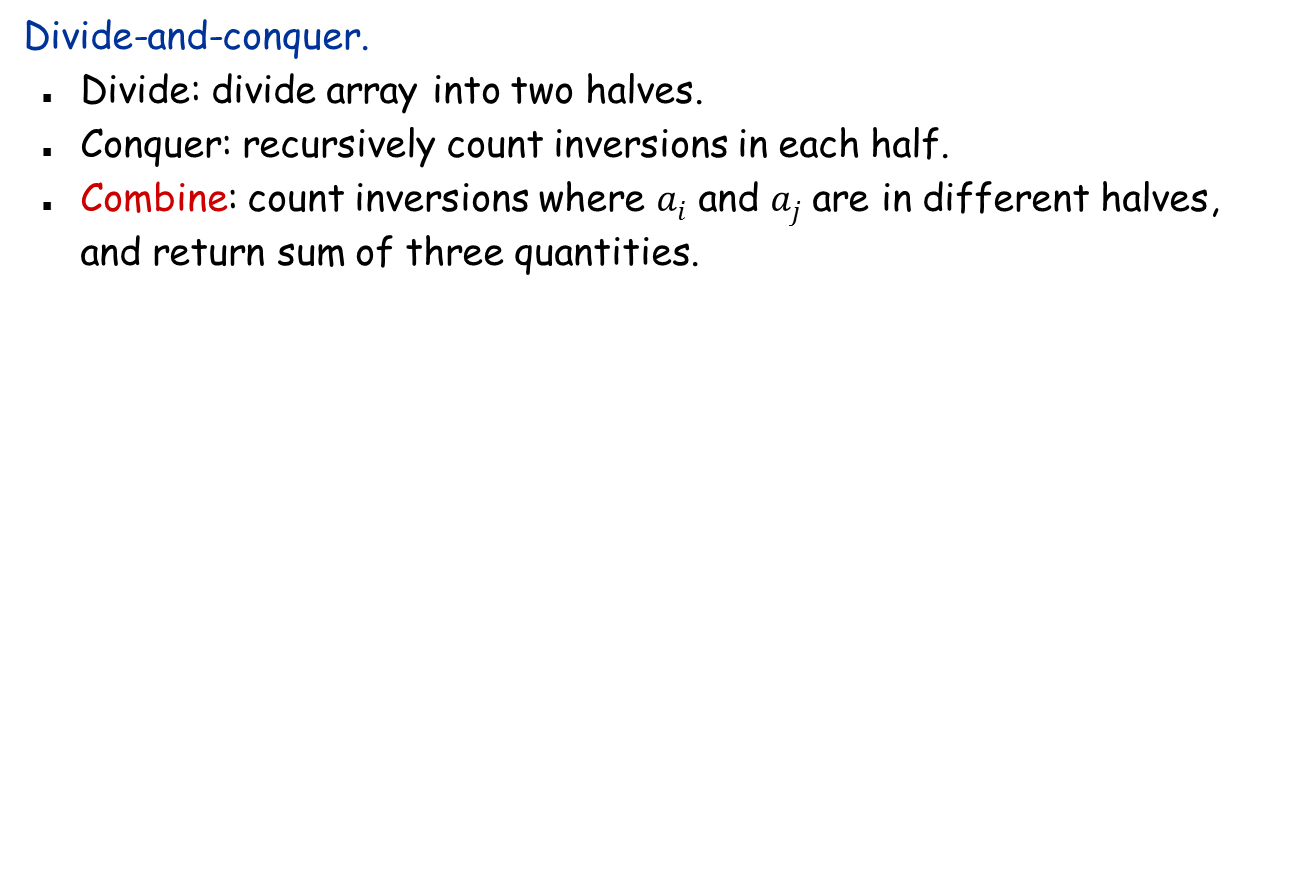 Divide-and-conquer.
▪ Divide: divide array into two halves.
▪ Conquer: recursively count inversions in each half.
▪ Combine: count inversions where $a_i$ and $a_j$ are in different halves,
and return sum of three quantities.